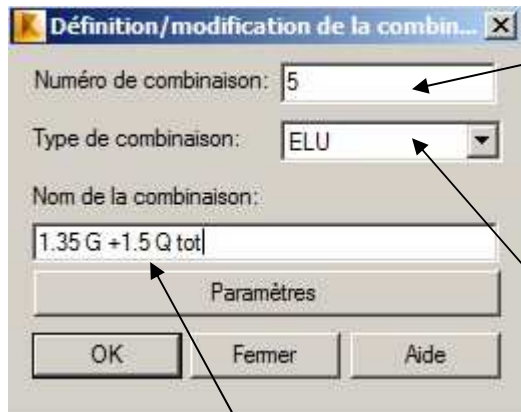 Définition/modification de la combin...
Numéro de combinaison: 5
Type de combinaison: ELU
Nom de la combinaison:
1.35 G +1.5 Q tot
Paramètres
OK Fermer Aide